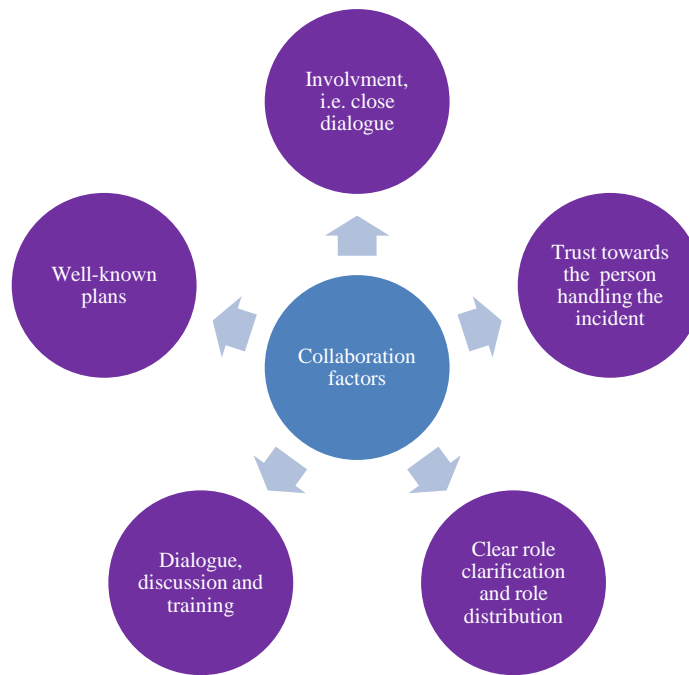 Involvment,
i.e. close
dialogue
Well-known
plans
Trust towards
the person
handling the
incident
Collaboration
factors
Dialogue,
discussion and
training
Clear role
clarification
and role
distribution